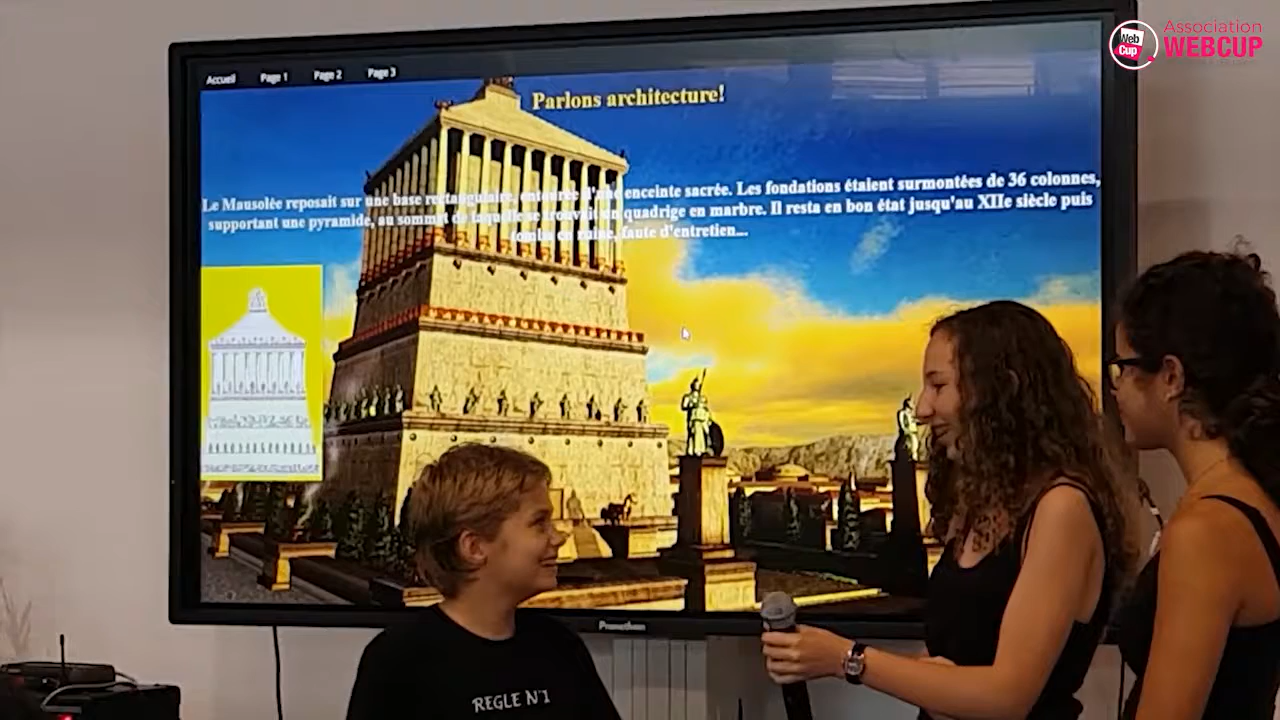 Association
WEBCUP
Web
Cup
Accueil Page 1 Page 2 Page 3
Parlons architecture!
Le Mausolée reposait sur une base rectangulaire, entourée d'une enceinte sacrée. Les fondations étaient surmontées de 36 colonnes,
supportant une pyramide, au sommet de laquelle se trouvait un quadrige en marbre. Il resta en bon état jusqu'au XIIe siècle puis
tomba en ruine, faute d'entretien...
Promethean
REGLE N°1